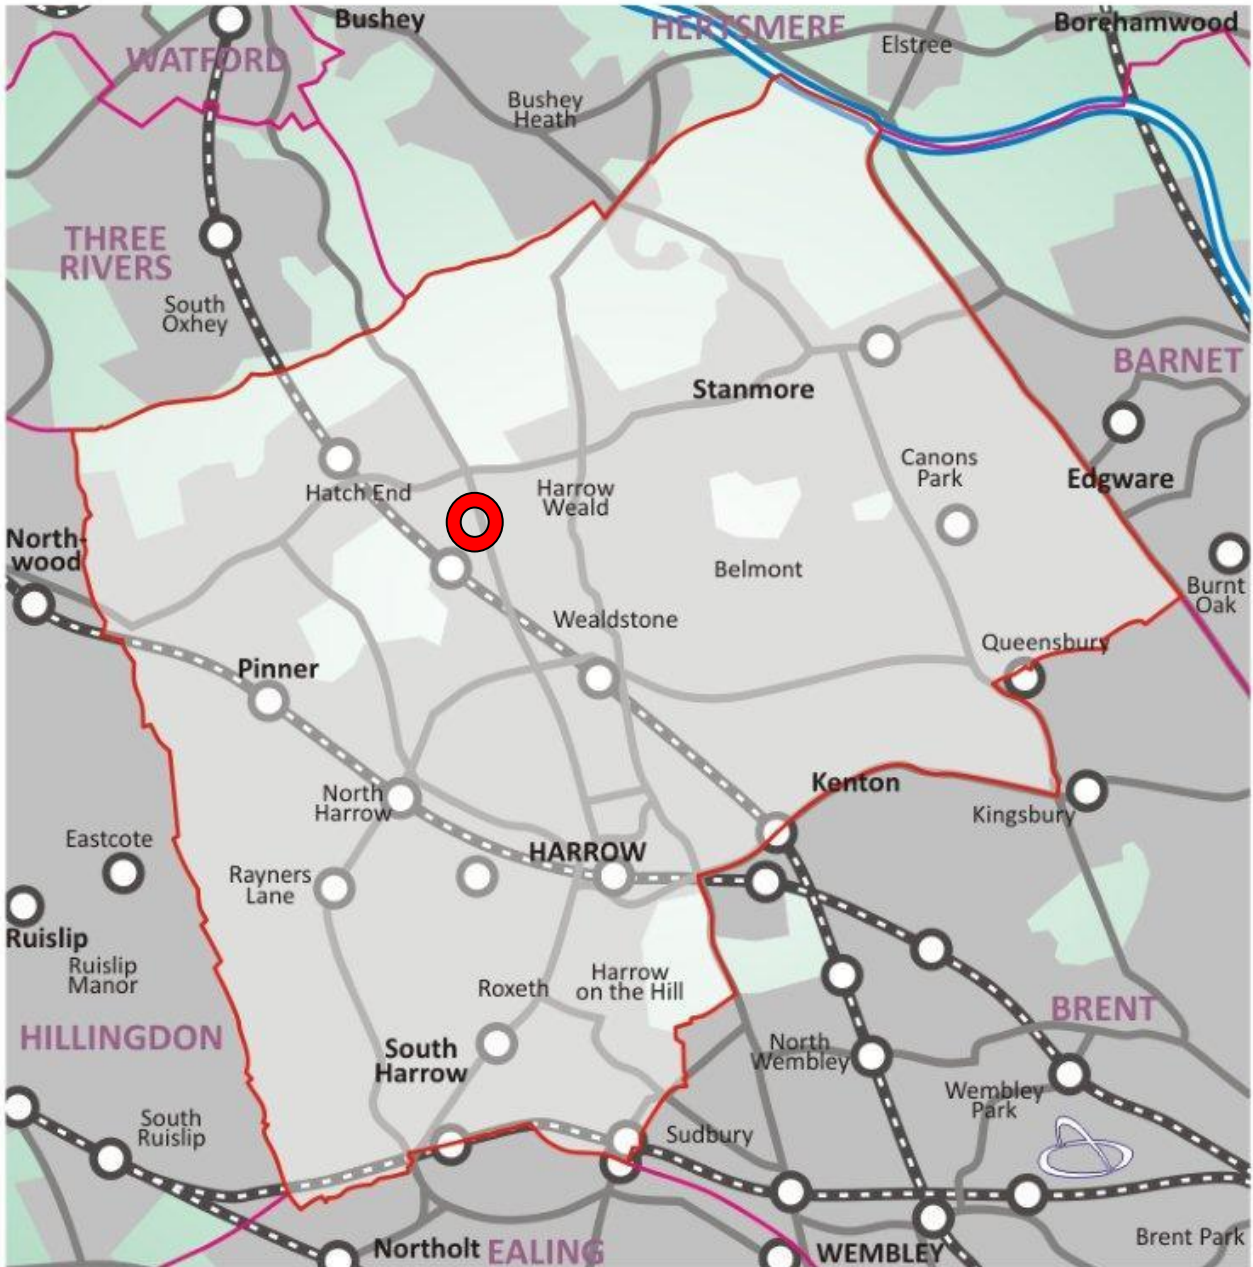 Bushey
HERTSMERE
Borehamwood
Elstree
WATFORD
Bushey
Heath
THREE
RIVERS
South
Oxhey
BARNET
Stanmore
Canons
Park
Edgware
Hatch End
Harrow
Weald
North-
wood
Belmont
Burnt
Oak
Wealdstone
Queensbury
Pinner
Kenton
North
Harrow
Kingsbury
Eastcote
HARROW
Rayners
Lane
Ruislip
Ruislip
Manor
Roxeth
Harrow
on the Hill
BRENT
HILLINGDON
South
Harrow
North
Wembley
Wembley
Park
South
Ruislip
Sudbury
Brent Park
Northolt
EALING
WEMBLEY